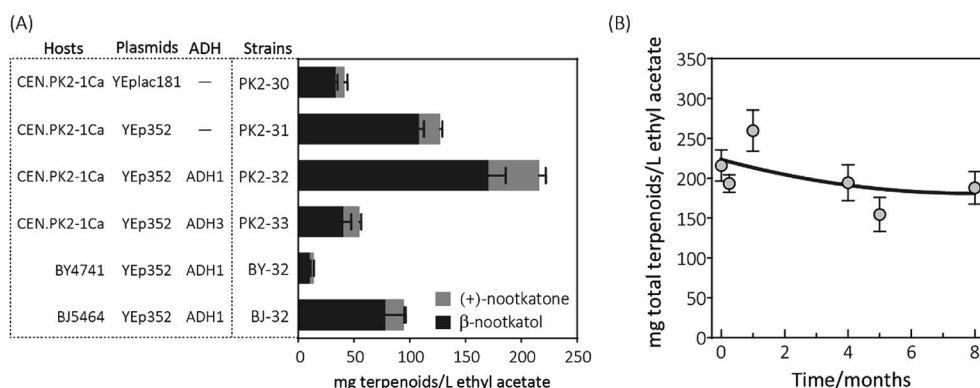 (A)
Hosts Plasmids ADH Strains
CEN.PK2-1Ca YEplac181 — PK2-30
CEN.PK2-1Ca YEp352 — PK2-31
CEN.PK2-1Ca YEp352 ADH1 PK2-32
CEN.PK2-1Ca YEp352 ADH3 PK2-33
BY4741 YEp352 ADH1 BY-32
BJ5464 YEp352 ADH1 BJ-32
(+)-nootkatone
β-nootkatol
0 50 100 150 200 250
mg terpenoids/L ethyl acetate
(B)
mg total terpenoids/L ethyl acetate
350
300
250
200
150
100
50
0
0 2 4 6 8
Time/months